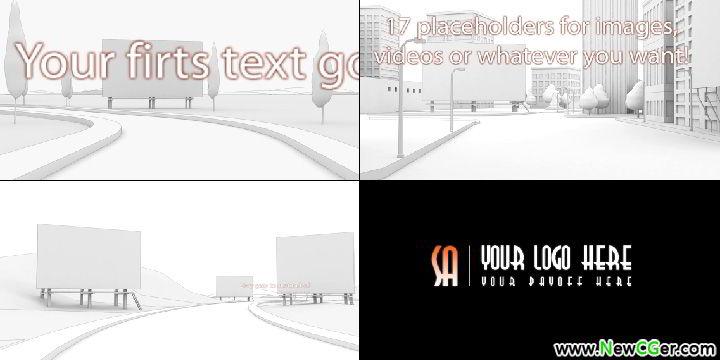 Your firts text go
17 placeholders for images,
videos or whatever you want!
SA
YOUR LOGO HERE
YOUR PAYOFF HERE
www.NewCGer.com